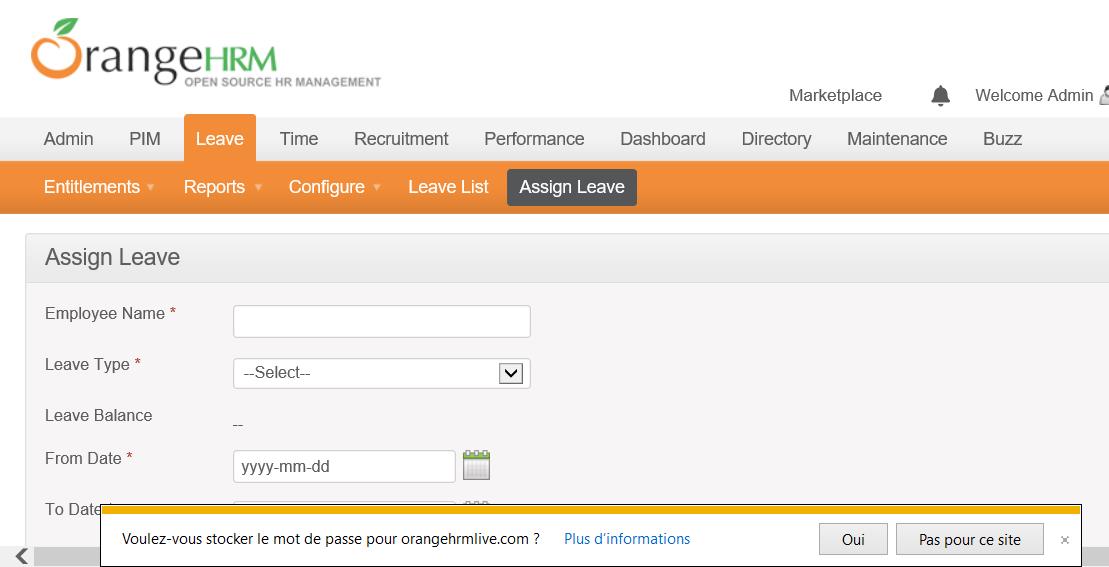 OrangeHRM
OPEN SOURCE HR MANAGEMENT
Marketplace Welcome Admin
Admin PIM Leave Time Recruitment Performance Dashboard Directory Maintenance Buzz
Entitlements Reports Configure Leave List Assign Leave
Assign Leave
Employee Name *
Leave Type * --Select--
Leave Balance --
From Date * yyyy-mm-dd
To Date
Voulez-vous stocker le mot de passe pour orangehrmlive.com ? Plus d'informations Oui Pas pour ce site ×